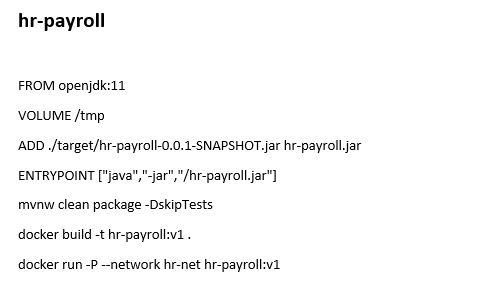 hr-payroll
FROM openjdk:11
VOLUME /tmp
ADD ./target/hr-payroll-0.0.1-SNAPSHOT.jar hr-payroll.jar
ENTRYPOINT ["java","-jar","/hr-payroll.jar"]
mvnw clean package -DskipTests
docker build -t hr-payroll:v1 .
docker run -P --network hr-net hr-payroll:v1